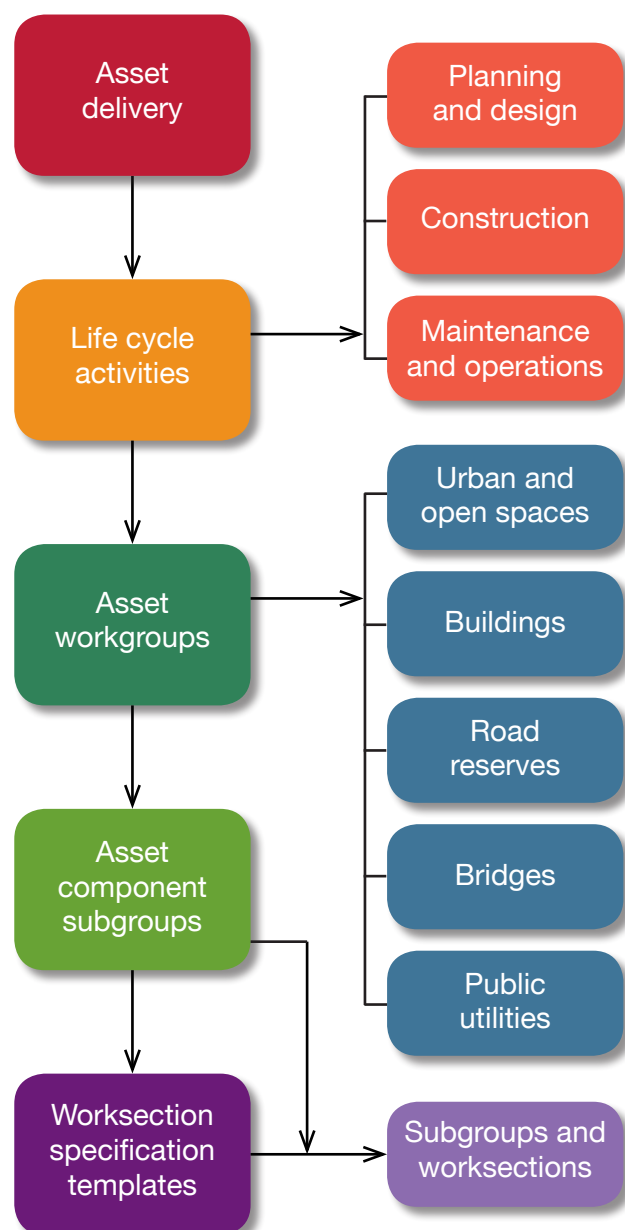 Asset
delivery
Planning
and design
Construction
Life cycle
activities
Maintenance
and operations
Urban and
open spaces
Asset
workgroups
Buildings
Road
reserves
Asset
component
subgroups
Bridges
Public
utilities
Worksection
specification
templates
Subgroups and
worksections